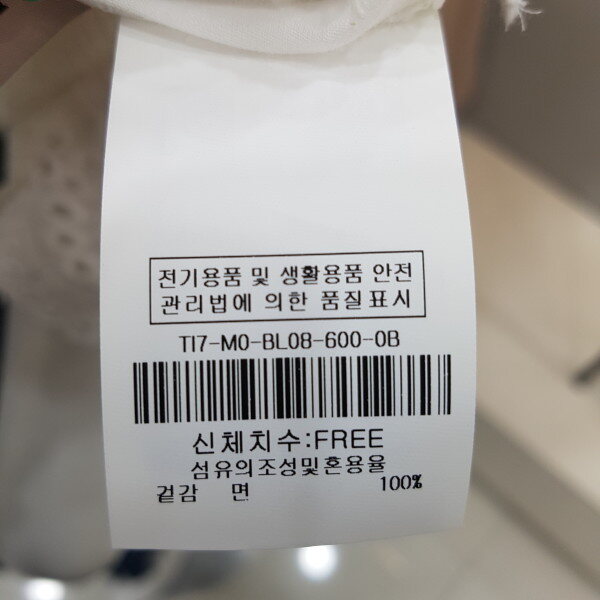 전기용품 및 생활용품 안전
관리법에 의한 품질표시
TI7-M0-BL08-600-0B
신체치수:FREE
섬유의조성및혼용율
겉감 면 100%